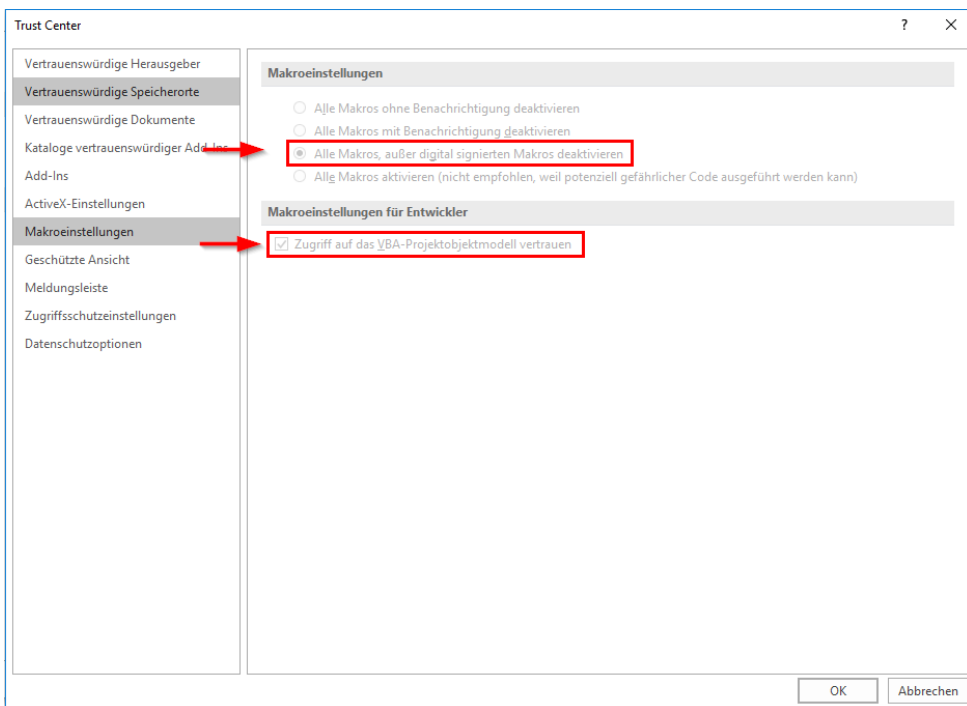 Trust Center
? ×
Vertrauenswürdige Herausgeber
Vertrauenswürdige Speicherorte
Vertrauenswürdige Dokumente
Kataloge vertrauenswürdiger Add-Ins
Add-Ins
ActiveX-Einstellungen
Makroeinstellungen
Geschützte Ansicht
Meldungsleiste
Zugriffsschutzeinstellungen
Datenschutzoptionen
Makroeinstellungen
Alle Makros ohne Benachrichtigung deaktivieren
Alle Makros mit Benachrichtigung deaktivieren
Alle Makros, außer digital signierten Makros deaktivieren
Alle Makros aktivieren (nicht empfohlen, weil potenziell gefährlicher Code ausgeführt werden kann)
Makroeinstellungen für Entwickler
Zugriff auf das VBA-Projektobjektmodell vertrauen
OK
Abbrechen